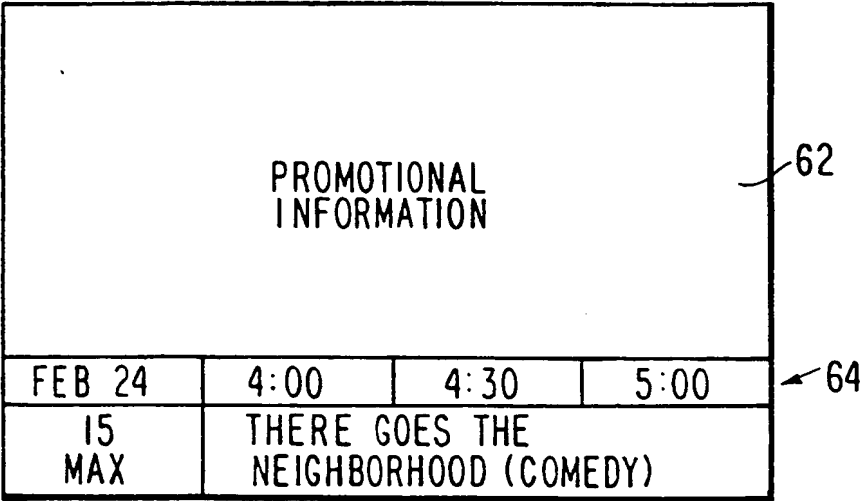 PROMOTIONAL
INFORMATION
62
FEB 24 4:00 4:30 5:00
64
15 THERE GOES THE
MAX NEIGHBORHOOD (COMEDY)